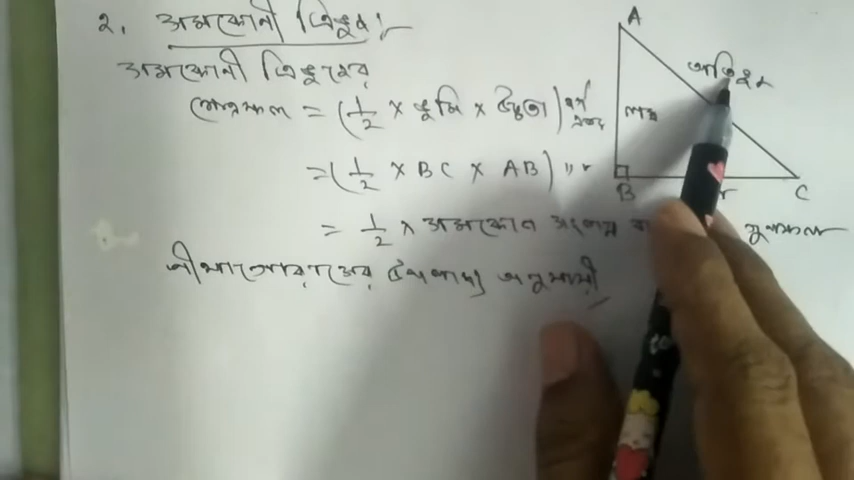 ২. সমকোণী ত্রিভুজ :-
সমকোণী ত্রিভুজের
ক্ষেত্রফল = (1/2 × ভূমি × উচ্চতা) বর্গ একক
= (1/2 × BC × AB) " "
= 1/2 × সমকোণ সংলগ্ন গুণফল
পীথাগোরাসের উপপাদ্য অনুযায়ী
A
অতিভুজ
লম্ব
B
C